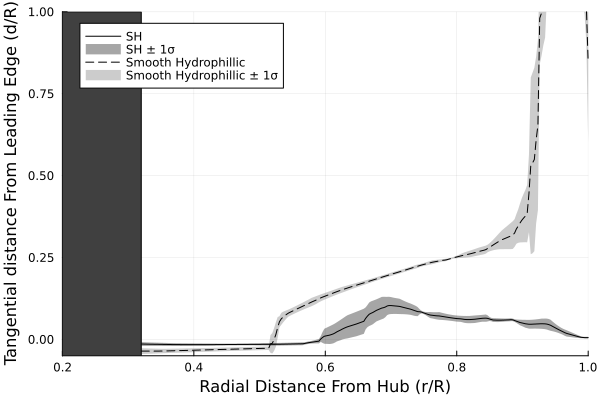 1.00
0.75
0.50
0.25
0.00
Tangential distance From Leading Edge (d/R)
SH
SH ± 1σ
Smooth Hydrophillic
Smooth Hydrophillic ± 1σ
0.2 0.4 0.6 0.8 1.0
Radial Distance From Hub (r/R)